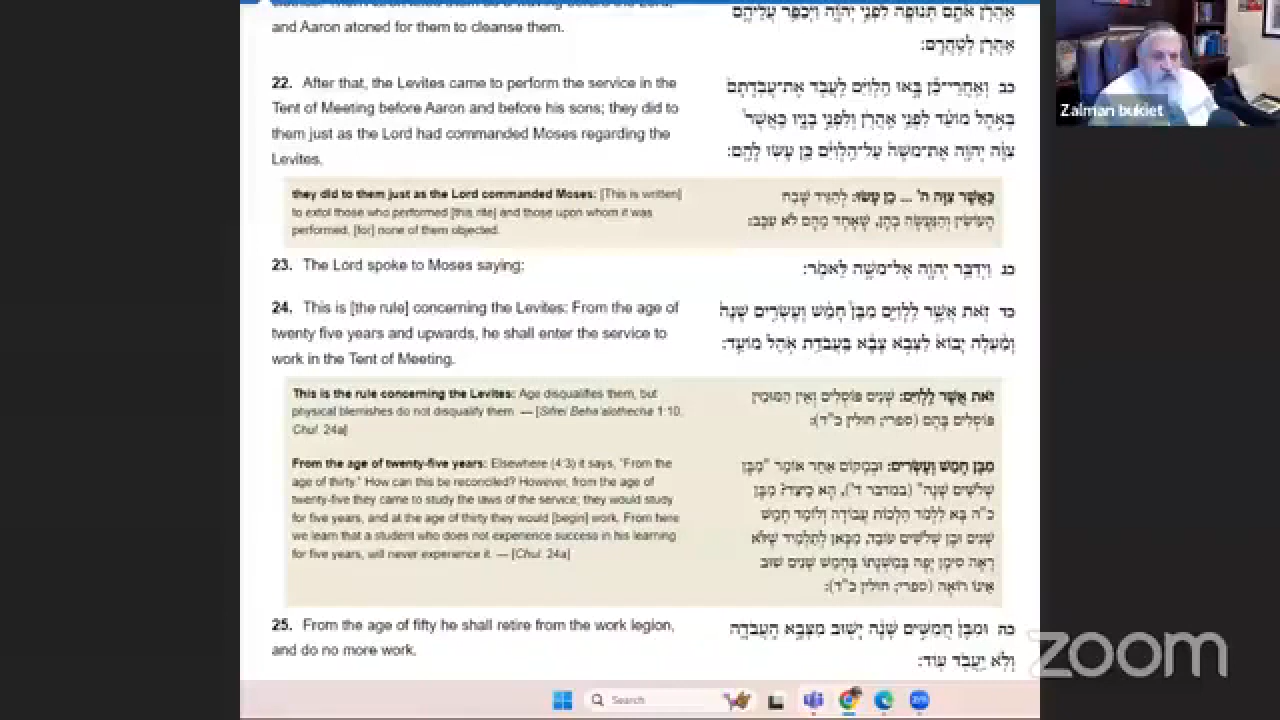 and Aaron atoned for them to cleanse them.
אַהֲרֹן אֹתָם תְּנוּפָה לִפְנֵי יְהֹוָה וַיְכַפֵּר עֲלֵיהֶם
אַהֲרֹן לְטַהֲרָם:
22. After that, the Levites came to perform the service in the
Tent of Meeting before Aaron and before his sons; they did to
them just as the Lord had commanded Moses regarding the
Levites.
כב וְאַחֲרֵי־כֵן בָּאוּ הַלְוִיִּם לַעֲבֹד אֶת־עֲבֹדָתָם
בְּאֹהֶל מוֹעֵד לִפְנֵי אַהֲרֹן וְלִפְנֵי בָנָיו כַּאֲשֶׁר
צִוָּה יְהֹוָה אֶת־משֶׁה עַל־הַלְוִיִּם כֵּן עָשׂוּ לָהֶם:
they did to them just as the Lord commanded Moses: [This is written]
to extol those who performed [this rite] and those upon whom it was
performed, [for] none of them objected.
כַּאֲשֶׁר צִוָּה ה' ... כֵּן עָשׂוּ: לְהַגִּיד שֶׁבַח
הָעוֹשִׂין וְהַנַּעֲשֶׂה בָהֶן, שֶׁאֶחָד מֵהֶם לֹא עִכֵּב:
23. The Lord spoke to Moses saying:
כג וַיְדַבֵּר יְהֹוָה אֶל־משֶׁה לֵּאמֹר:
24. This is [the rule] concerning the Levites: From the age of
twenty five years and upwards, he shall enter the service to
work in the Tent of Meeting.
כד זֹאת אֲשֶׁר לַלְוִיִּם מִבֶּן חָמֵשׁ וְעֶשְׂרִים שָׁנָה
וָמַעְלָה יָבוֹא לִצְבֹא צָבָא בַּעֲבֹדַת אֹהֶל מוֹעֵד:
This is the rule concerning the Levites: Age disqualifies them, but
physical blemishes do not disqualify them. — [Sifrei Beha'alothecha 1:10,
Chul. 24a]
זֹאת אֲשֶׁר לַלְוִיִּם: שָׁנִים פּוֹסְלִים וְאֵין הַמּוּמִין
פּוֹסְלִים בָּהֶם (ספרי; חולין כ"ד):
From the age of twenty-five years: Elsewhere (4:3) it says, "From the
age of thirty." How can this be reconciled? However, from the age of
twenty-five they came to study the laws of the service; they would study
for five years, and at the age of thirty they would [begin] work. From here
we learn that a student who does not experience success in his learning
for five years, will never experience it. — [Chul. 24a]
מִבֶּן חָמֵשׁ וְעֶשְׂרִים: וּבְמָקוֹם אַחֵר אוֹמֵר "מִבֶּן
שְׁלֹשִׁים שָׁנָה" (במדבר ד'), הָא כֵּיצַד? מִבֶּן
כ"ה בָּא לִלְמֹד הִלְכוֹת עֲבוֹדָה וְלוֹמֵד חָמֵשׁ
שָׁנִים וּבֶן שְׁלֹשִׁים עוֹבֵד, מִכָּאן לְתַלְמִיד שֶׁלֹּא
רָאָה סִימָן יָפֶה בְּמִשְׁנָתוֹ בְּחָמֵשׁ שָׁנִים שׁוּב
אֵינוֹ רוֹאֶה (ספרי; חולין כ"ד):
25. From the age of fifty he shall retire from the work legion,
and do no more work.
כה וּמִבֶּן חֲמִשִּׁים שָׁנָה יָשׁוּב מִצְּבָא הָעֲבֹדָה
וְלֹא יַעֲבֹד עוֹד:
Zalman bukiet
zoom
Search